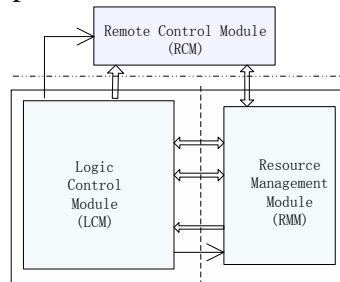 Remote Control Module
(RCM)
Logic
Control
Module
(LCM)
Resource
Management
Module
(RMM)